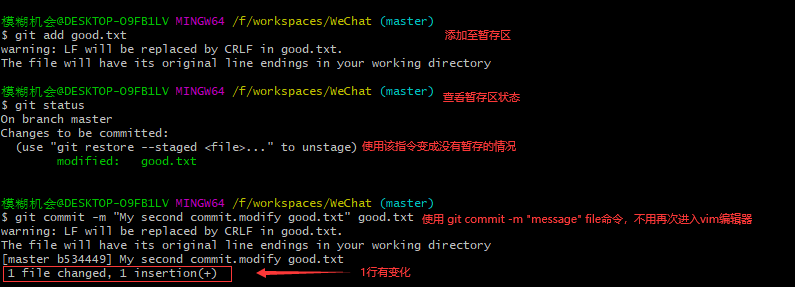 模糊机会@DESKTOP-O9FB1LV MINGW64 /f/workspaces/WeChat (master)
$ git add good.txt 添加至暂存区
warning: LF will be replaced by CRLF in good.txt.
The file will have its original line endings in your working directory
模糊机会@DESKTOP-O9FB1LV MINGW64 /f/workspaces/WeChat (master)
$ git status 查看暂存区状态
On branch master
Changes to be committed:
(use "git restore --staged <file>..." to unstage) 使用该指令变成没有暂存的情况
modified: good.txt
模糊机会@DESKTOP-O9FB1LV MINGW64 /f/workspaces/WeChat (master)
$ git commit -m "My second commit.modify good.txt" good.txt 使用 git commit -m "message" file命令，不用再次进入vim编辑器
warning: LF will be replaced by CRLF in good.txt.
The file will have its original line endings in your working directory
[master b534449] My second commit.modify good.txt
1 file changed, 1 insertion(+) 1行有变化